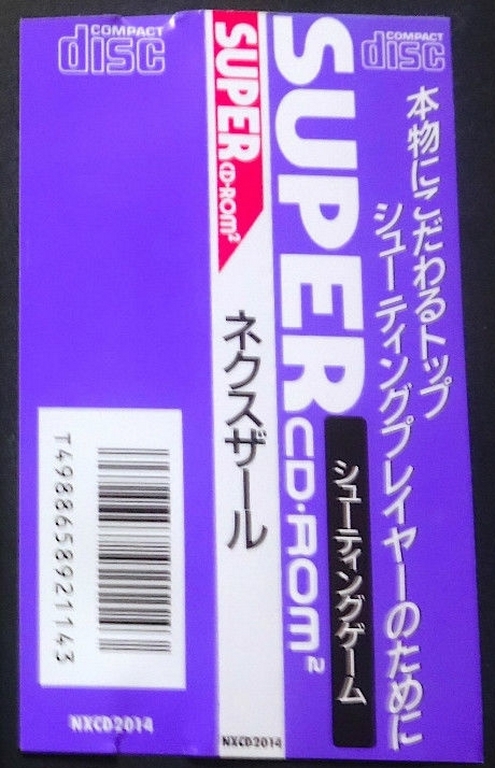 COMPACT
disc
T4988658921143
NXCD2014
SUPER CD-ROM2
ネクスザール
NXCD2014
SUPER CD・ROM2
シューティングゲーム
COMPACT
disc
本物にこだわるトップ
シューティングプレイヤーのために